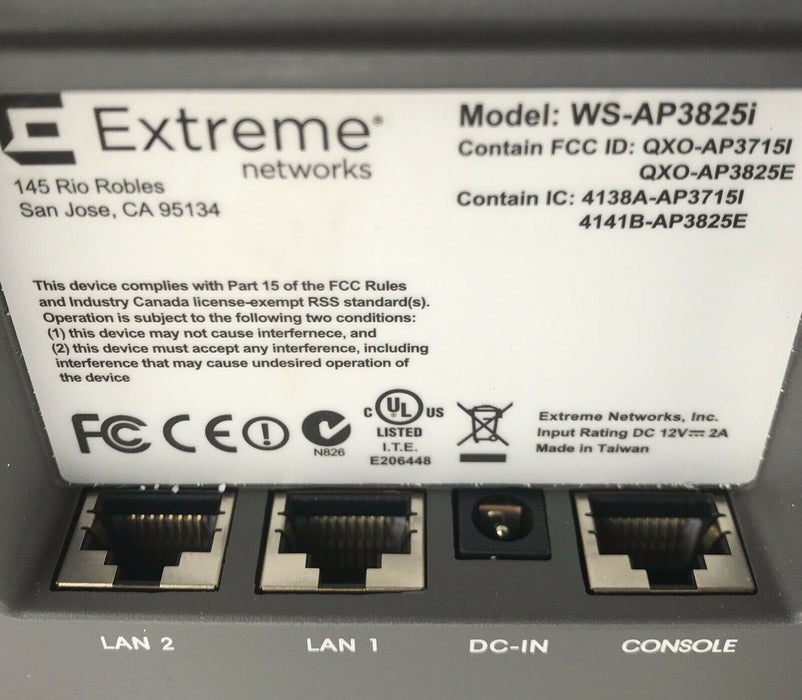 Extreme®
networks
145 Rio Robles
San Jose, CA 95134
Model: WS-AP3825i
Contain FCC ID: QXO-AP3715I
QXO-AP3825E
Contain IC: 4138A-AP3715I
4141B-AP3825E
This device complies with Part 15 of the FCC Rules
and Industry Canada license-exempt RSS standard(s).
Operation is subject to the following two conditions:
(1) this device may not cause interfernece, and
(2) this device must accept any interference, including
interference that may cause undesired operation of
the device
FC CE
N826
C UL US
LISTED
I.T.E.
E206448
Extreme Networks, Inc.
Input Rating DC 12V⎓ 2A
Made in Taiwan
LAN 2 LAN 1 DC-IN CONSOLE